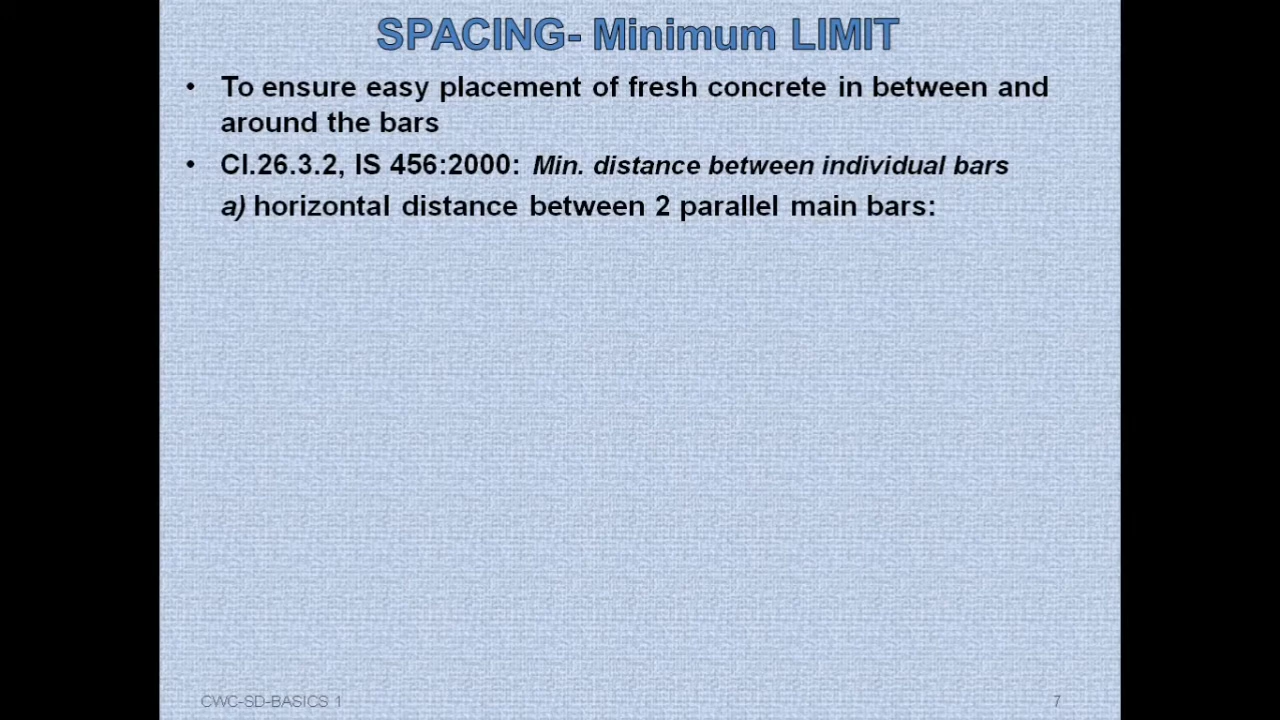 SPACING- Minimum LIMIT
• To ensure easy placement of fresh concrete in between and
around the bars
• Cl.26.3.2, IS 456:2000: Min. distance between individual bars
a) horizontal distance between 2 parallel main bars:
CWC-SD-BASICS 1
7